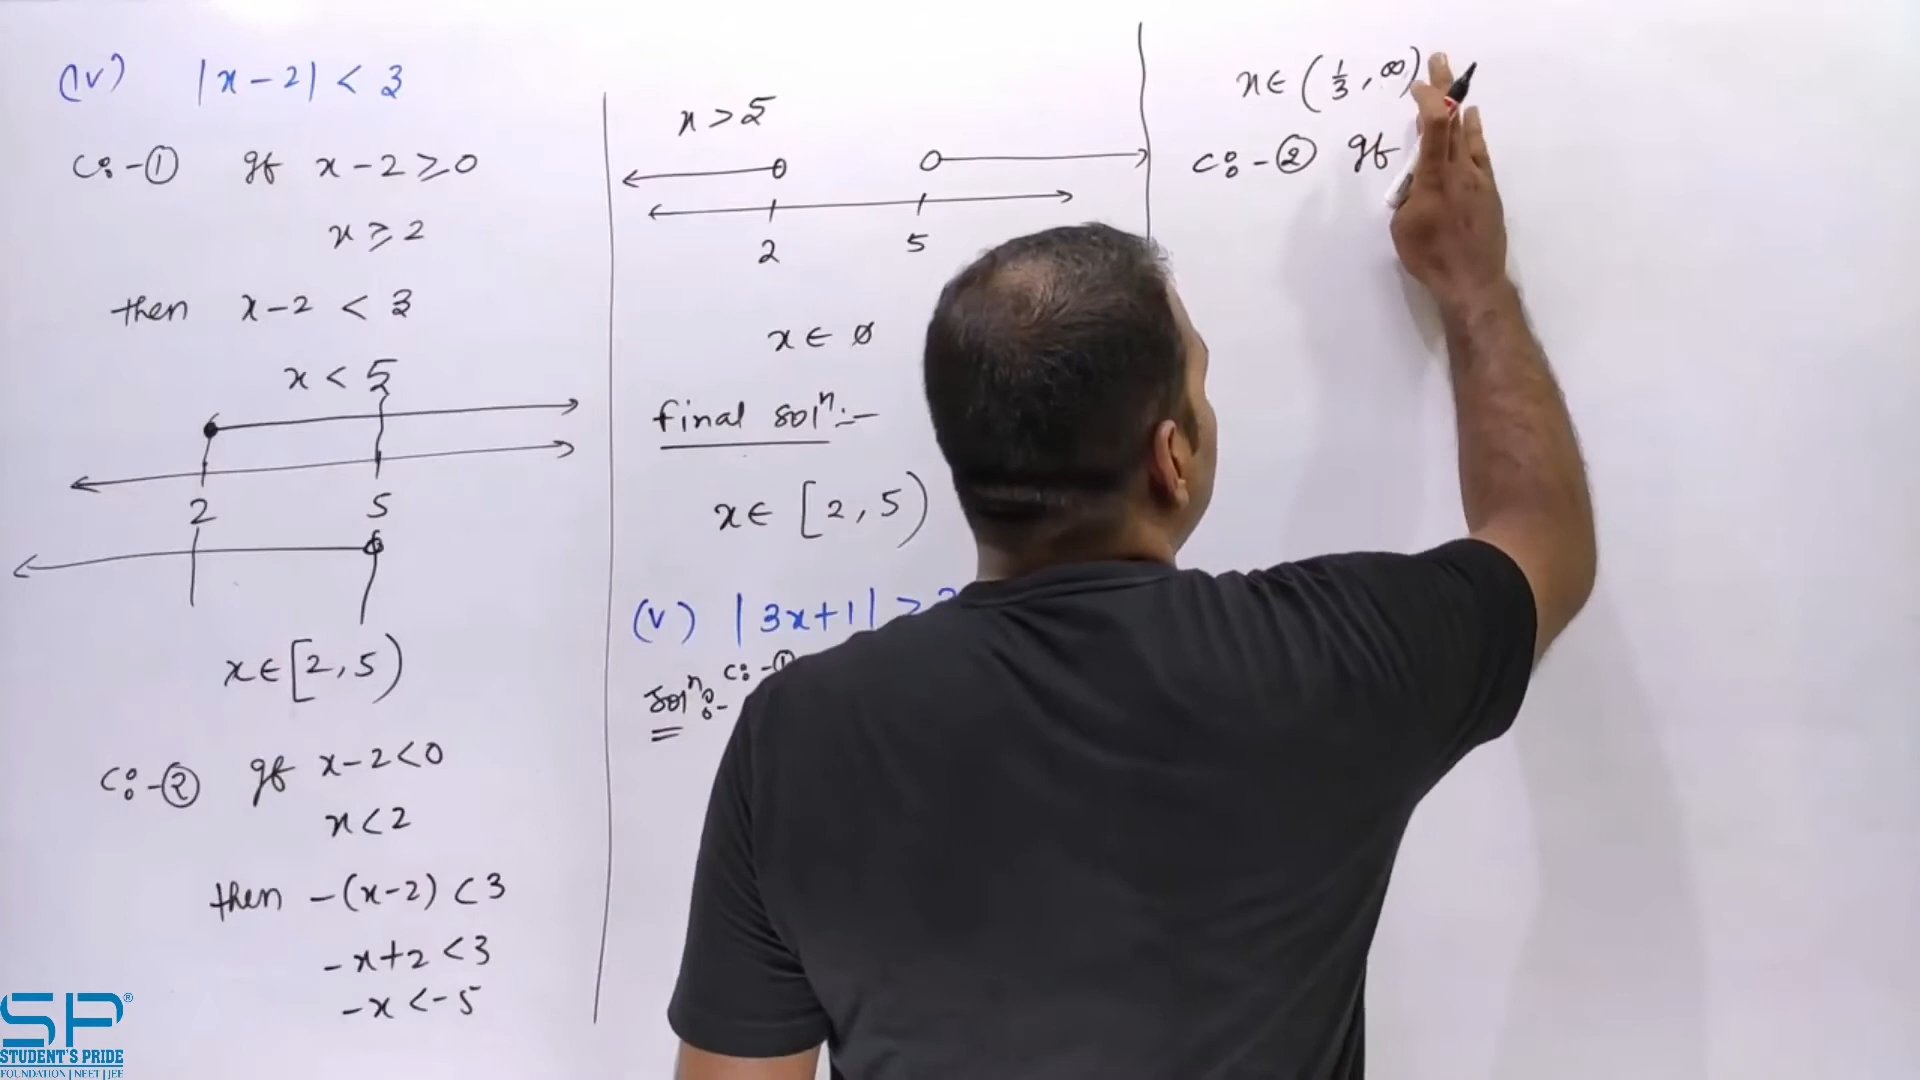 (iv) |x-2| < 3
C:-① If x-2 ≥ 0
x ≥ 2
then x-2 < 3
x < 5
2 5
x ∈ [2, 5)
C:-② If x-2 < 0
x < 2
then -(x-2) < 3
-x+2 < 3
-x < -5
x > 5
2 5
x ∈ ∅
final solⁿ:-
x ∈ [2, 5)
(v) |3x+1| >
Solⁿ:- C:-①
x ∈ (1/3, ∞)
C:-② If
SP®
STUDENT'S PRIDE
FOUNDATION | NEET | JEE